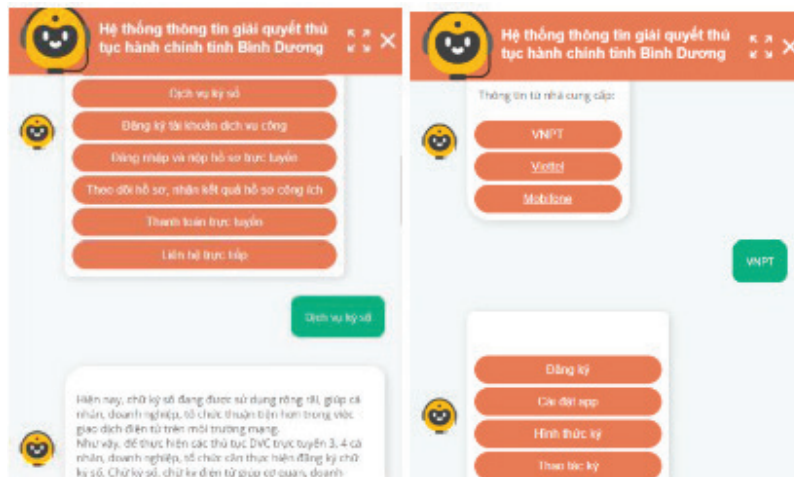 Hệ thống thông tin giải quyết thủ
tục hành chính tỉnh Bình Dương
Dịch vụ ký số
Đăng ký tài khoản dịch vụ công
Đăng nhập và nộp hồ sơ trực tuyến
Theo dõi hồ sơ, nhận kết quả hồ sơ công ích
Thanh toán trực tuyến
Liên hệ trực tiếp
Dịch vụ ký số
Hiện nay, chữ ký số đang được sử dụng rộng rãi, giúp cá
nhân, doanh nghiệp, tổ chức thuận tiện hơn trong việc
giao dịch điện tử trên môi trường mạng.
Như vậy, để thực hiện các thủ tục DVC trực tuyến 3, 4 cá
nhân, doanh nghiệp, tổ chức cần thực hiện đăng ký chữ
ký số. Chữ ký số, chữ ký điện tử giúp cơ quan, doanh
Hệ thống thông tin giải quyết thủ
tục hành chính tỉnh Bình Dương
Thông tin từ nhà cung cấp:
VNPT
Viettel
Mobifone
VNPT
Đăng ký
Cài đặt app
Hình thức ký
Thao tác ký